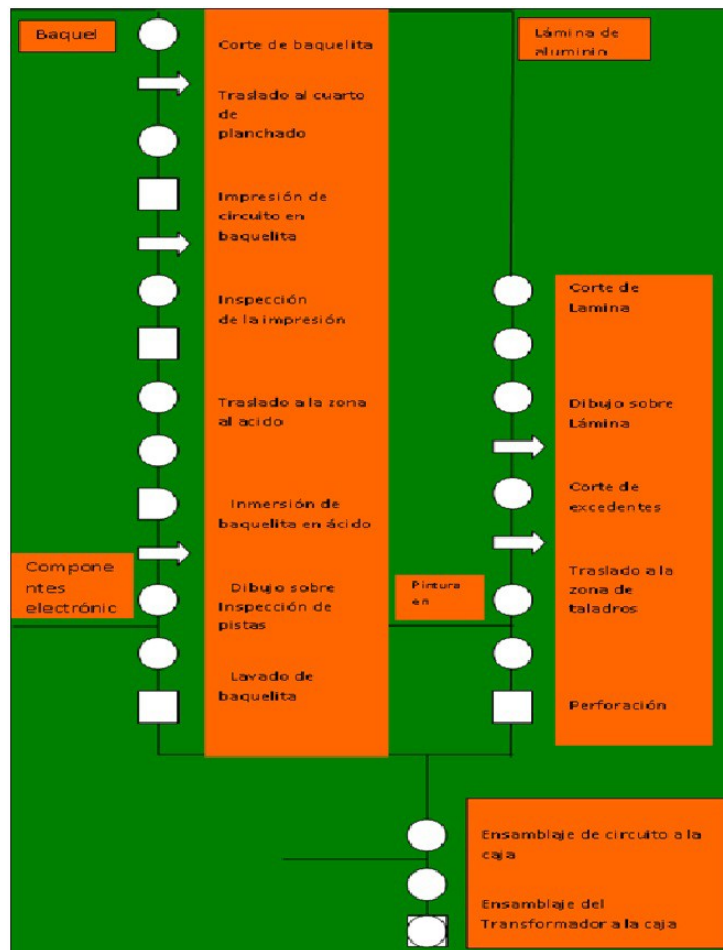 Baquel
Corte de baquelita
Traslado al cuarto
de
planchado
Impresión de
circuito en
baquelita
Inspección
de la impresión
Traslado a la zona
al acido
Inmersión de
baquelita en ácido
Dibujo sobre
Inspección de
pistas
Lavado de
baquelita
Compone
ntes
electrónic
Lámina de
aluminio
Corte de
Lamina
Dibujo sobre
Lámina
Corte de
excedentes
Traslado a la
zona de
taladros
Perforación
Pintura
en
Ensamblaje de circuito a la
caja
Ensamblaje del
Transformador a la caja